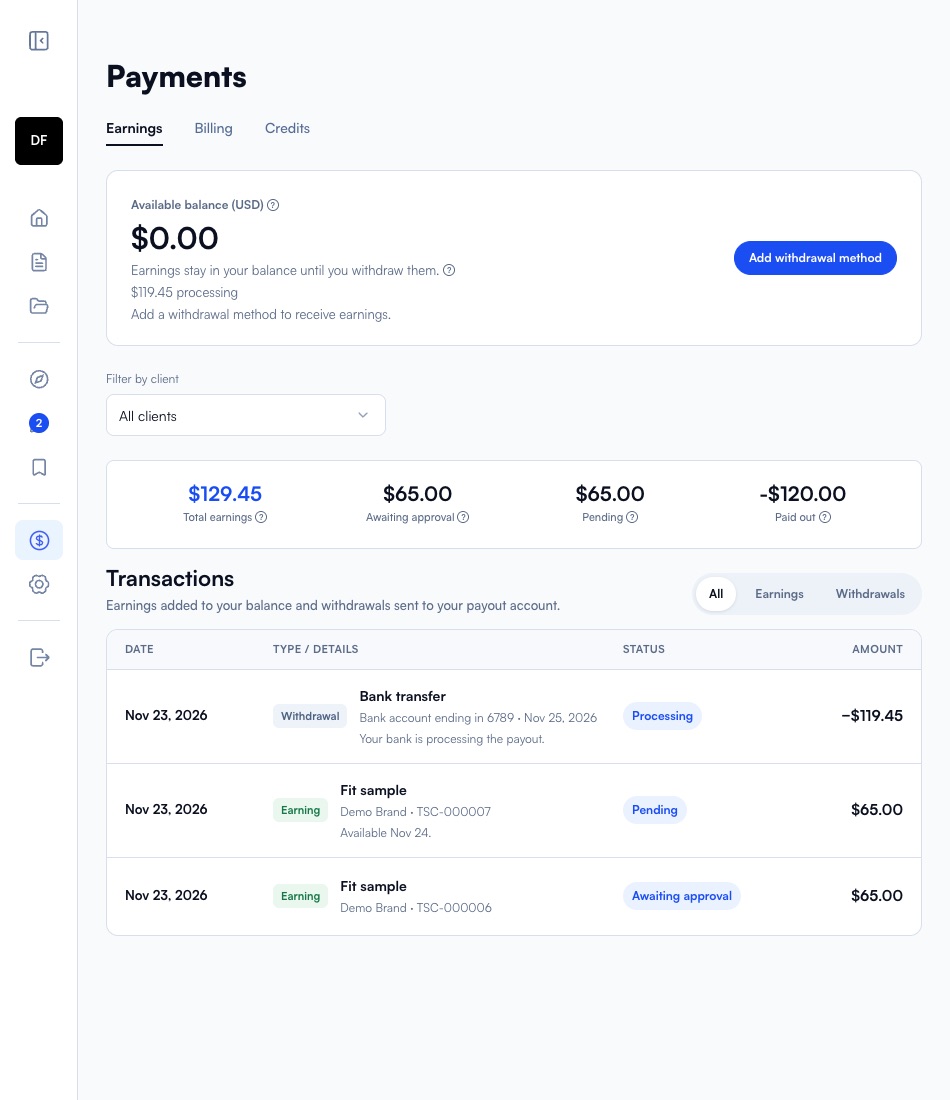 DF
2
Payments
Earnings Billing Credits
Available balance (USD) ?
$0.00
Earnings stay in your balance until you withdraw them. ?
$119.45 processing
Add a withdrawal method to receive earnings.
Add withdrawal method
Filter by client
All clients
$129.45 $65.00 $65.00 -$120.00
Total earnings ? Awaiting approval ? Pending ? Paid out ?
Transactions
Earnings added to your balance and withdrawals sent to your payout account.
All Earnings Withdrawals
DATE TYPE / DETAILS STATUS AMOUNT
Bank transfer
Nov 23, 2026 Withdrawal Bank account ending in 6789 · Nov 25, 2026 Processing −$119.45
Your bank is processing the payout.
Fit sample
Nov 23, 2026 Earning Demo Brand · TSC-000007 Pending $65.00
Available Nov 24.
Fit sample
Nov 23, 2026 Earning Demo Brand · TSC-000006 Awaiting approval $65.00